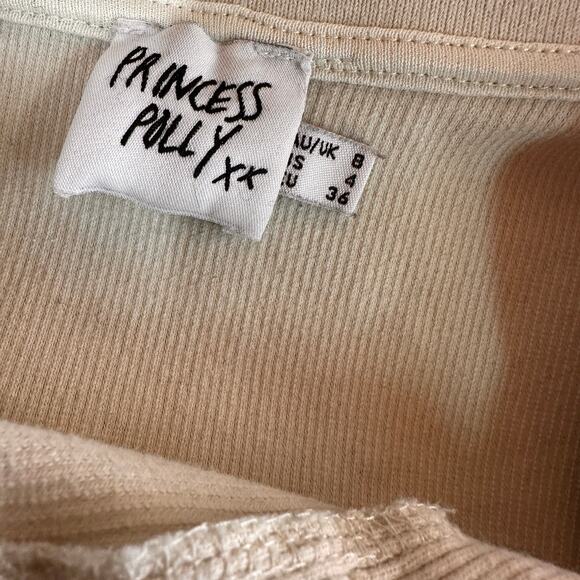 PRINCESS
POLLY
XX
AU/UK 8
US 4
EU 36